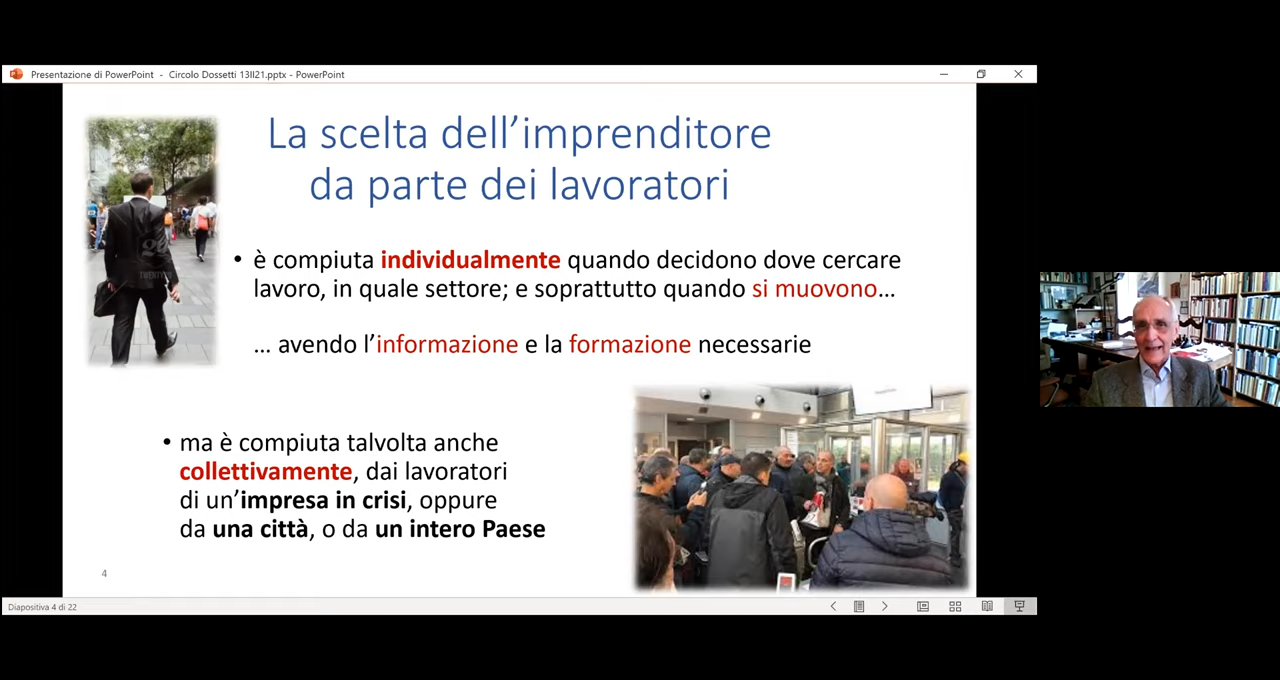 Presentazione di PowerPoint - Circolo Dossetti 13II21.pptx - PowerPoint
La scelta dell’imprenditore
da parte dei lavoratori
• è compiuta individualmente quando decidono dove cercare
lavoro, in quale settore; e soprattutto quando si muovono…
… avendo l’informazione e la formazione necessarie
• ma è compiuta talvolta anche
collettivamente, dai lavoratori
di un’impresa in crisi, oppure
da una città, o da un intero Paese
4
Diapositiva 4 di 22